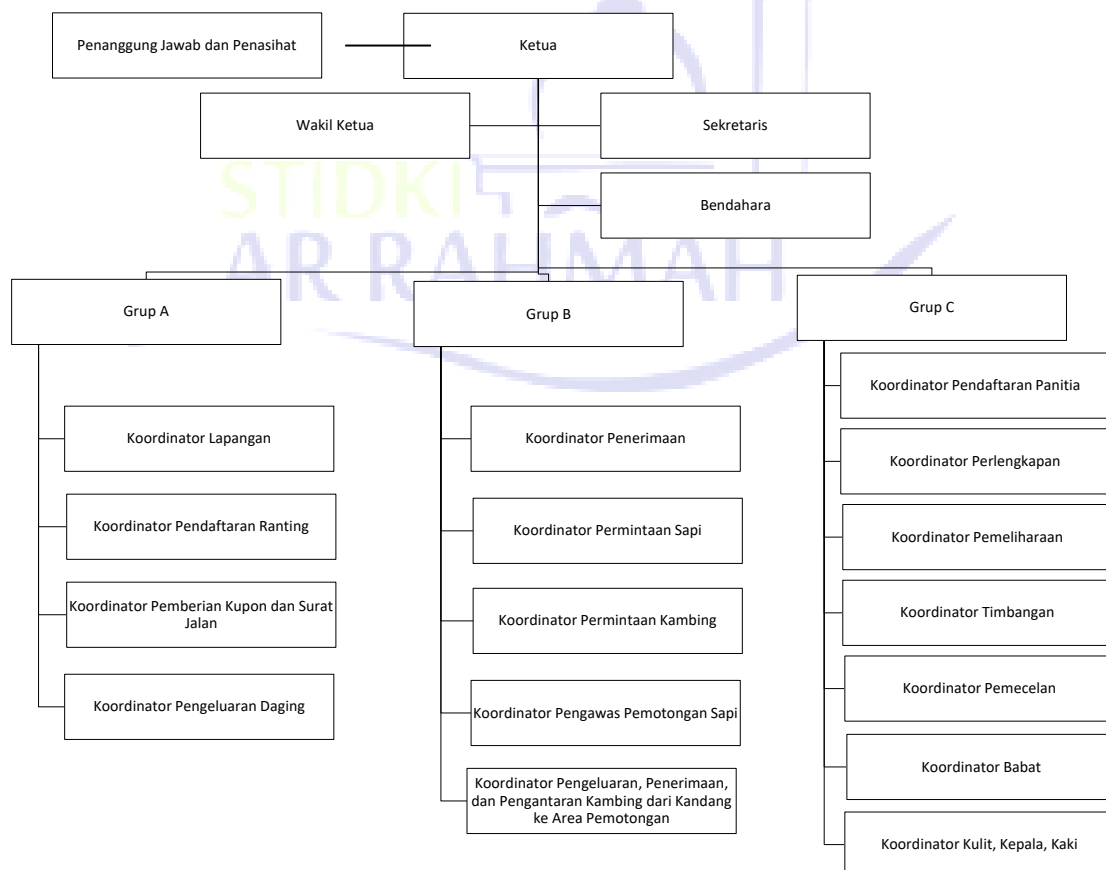 Penanggung Jawab dan Penasihat
Ketua
Wakil Ketua
Sekretaris
Bendahara
STIDKI
AR RAHMAH
Grup A
Grup B
Grup C
Koordinator Lapangan
Koordinator Pendaftaran Ranting
Koordinator Pemberian Kupon dan Surat
Jalan
Koordinator Pengeluaran Daging
Koordinator Penerimaan
Koordinator Permintaan Sapi
Koordinator Permintaan Kambing
Koordinator Pengawas Pemotongan Sapi
Koordinator Pengeluaran, Penerimaan,
dan Pengantaran Kambing dari Kandang
ke Area Pemotongan
Koordinator Pendaftaran Panitia
Koordinator Perlengkapan
Koordinator Pemeliharaan
Koordinator Timbangan
Koordinator Pemecelan
Koordinator Babat
Koordinator Kulit, Kepala, Kaki